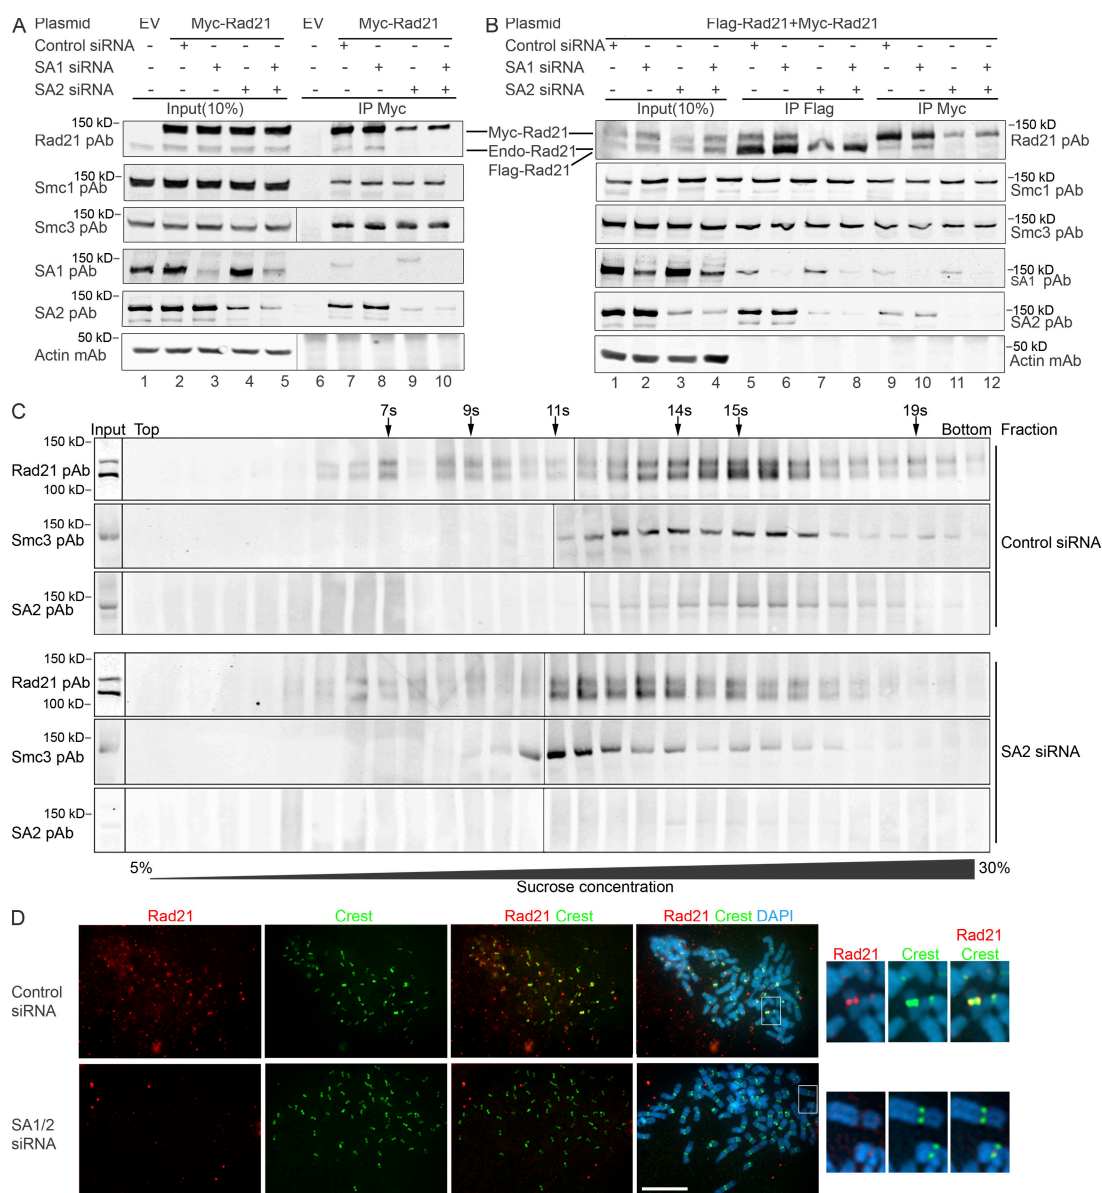 A Plasmid EV Myc-Rad21 EV Myc-Rad21
Control siRNA - + - - - - + - - -
SA1 siRNA - - + - + - - + - +
SA2 siRNA - - - + + - - - + +
Input(10%) IP Myc
150 kD
Rad21 pAb
Smc1 pAb
150 kD
150 kD
Smc3 pAb
150 kD
SA1 pAb
150 kD
SA2 pAb
50 kD
Actin mAb
1 2 3 4 5 6 7 8 9 10
Myc-Rad21
Endo-Rad21
Flag-Rad21
B Plasmid Flag-Rad21+Myc-Rad21
Control siRNA + - - - + - - - + - - -
SA1 siRNA - + - + - + - + - + - +
SA2 siRNA - - + + - - + + - - + +
Input(10%) IP Flag IP Myc
150 kD
Rad21 pAb
150 kD
Smc1 pAb
150 kD
Smc3 pAb
150 kD
SA1 pAb
150 kD
SA2 pAb
50 kD
Actin mAb
1 2 3 4 5 6 7 8 9 10 11 12
C
7s 9s 11s 14s 15s 19s
Input Top Bottom Fraction
150 kD
Rad21 pAb
100 kD
150 kD
Smc3 pAb
150 kD
SA2 pAb
Control siRNA
150 kD
Rad21 pAb
100 kD
150 kD
Smc3 pAb
150 kD
SA2 pAb
SA2 siRNA
5% 30%
Sucrose concentration
D Rad21 Crest Rad21 Crest Rad21 Crest DAPI
Rad21 Crest Rad21
Crest
Control
siRNA
SA1/2
siRNA